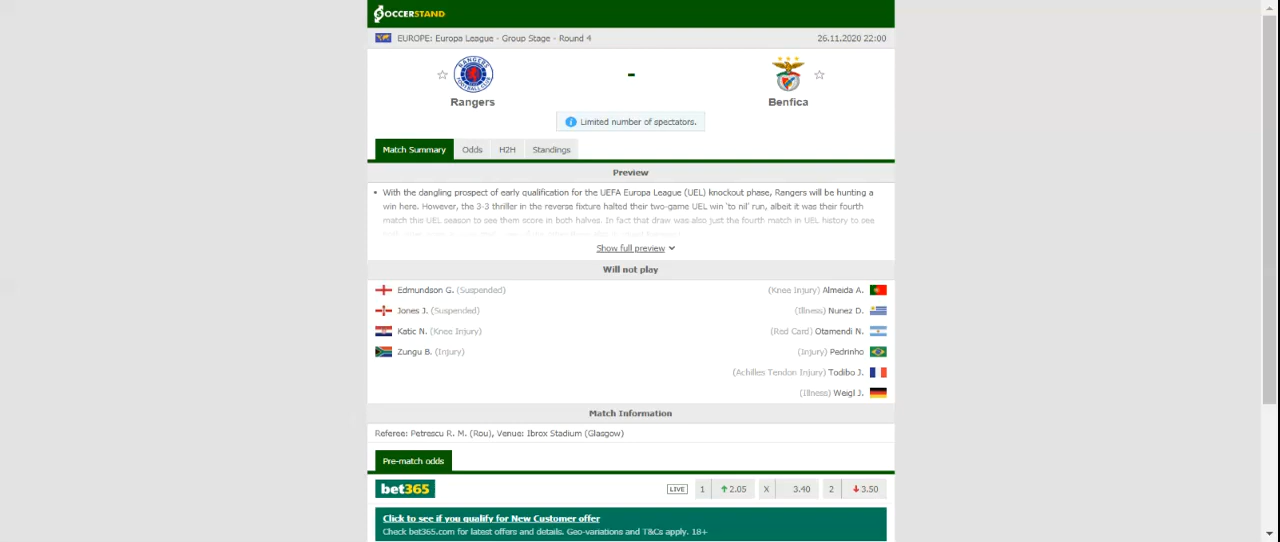 SOCCERSTAND
EUROPE: Europa League - Group Stage - Round 4 26.11.2020 22:00
Rangers - Benfica
Limited number of spectators.
Match Summary Odds H2H Standings
Preview
With the dangling prospect of early qualification for the UEFA Europa League (UEL) knockout phase, Rangers will be hunting a
win here. However, the 3-3 thriller in the reverse fixture halted their two-game UEL win 'to nil' run, albeit it was their fourth
match this UEL season to see them score in both halves. In fact that draw was also just the fourth match in UEL history to see
Show full preview
Will not play
Edmundson G. (Suspended) (Knee Injury) Almeida A.
Jones J. (Suspended) (Illness) Nunez D.
Katic N. (Knee Injury) (Red Card) Otamendi N.
Zungu B. (Injury) (Injury) Pedrinho
(Achilles Tendon Injury) Todibo J.
(Illness) Weigl J.
Match Information
Referee: Petrescu R. M. (Rou), Venue: Ibrox Stadium (Glasgow)
Pre-match odds
bet365 LIVE 1 2.05 X 3.40 2 3.50
Click to see if you qualify for New Customer offer
Check bet365.com for latest offers and details. Geo-variations and T&Cs apply. 18+